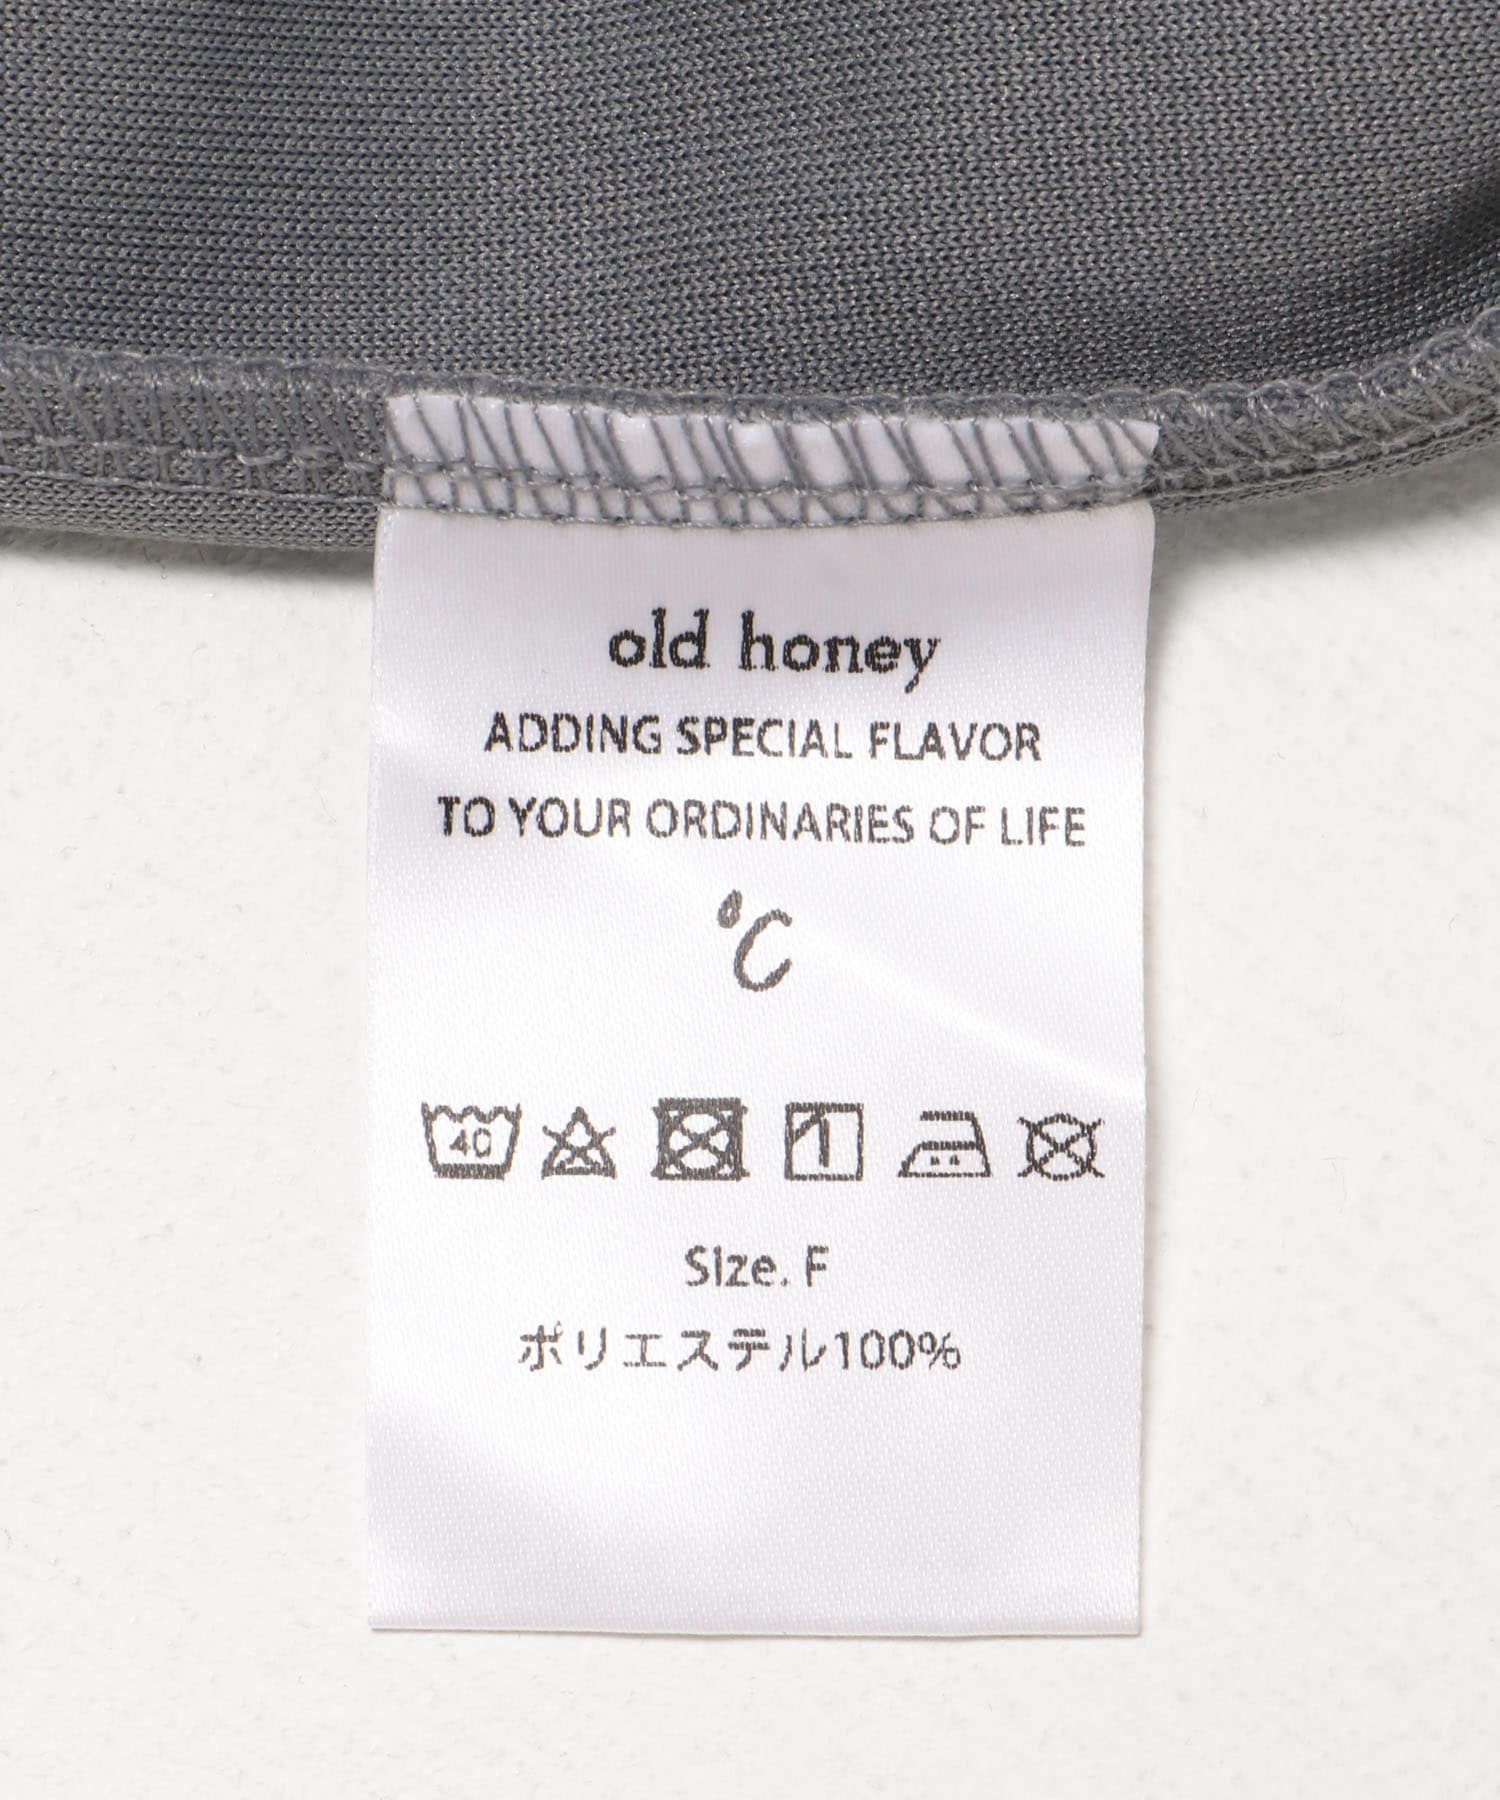 old honey
ADDING SPECIAL FLAVOR
TO YOUR ORDINARIES OF LIFE
℃
40
Size. F
ポリエステル100%